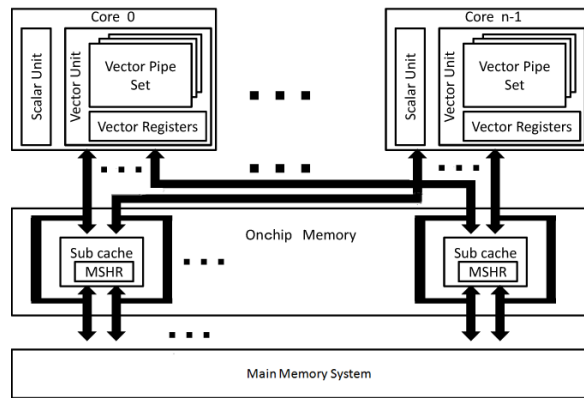 Core 0
Core n-1
Scalar Unit
Vector Unit
Vector Pipe
Set
Vector Registers
Scalar Unit
Vector Unit
Vector Pipe
Set
Vector Registers
Onchip Memory
Sub cache
MSHR
Sub cache
MSHR
Main Memory System